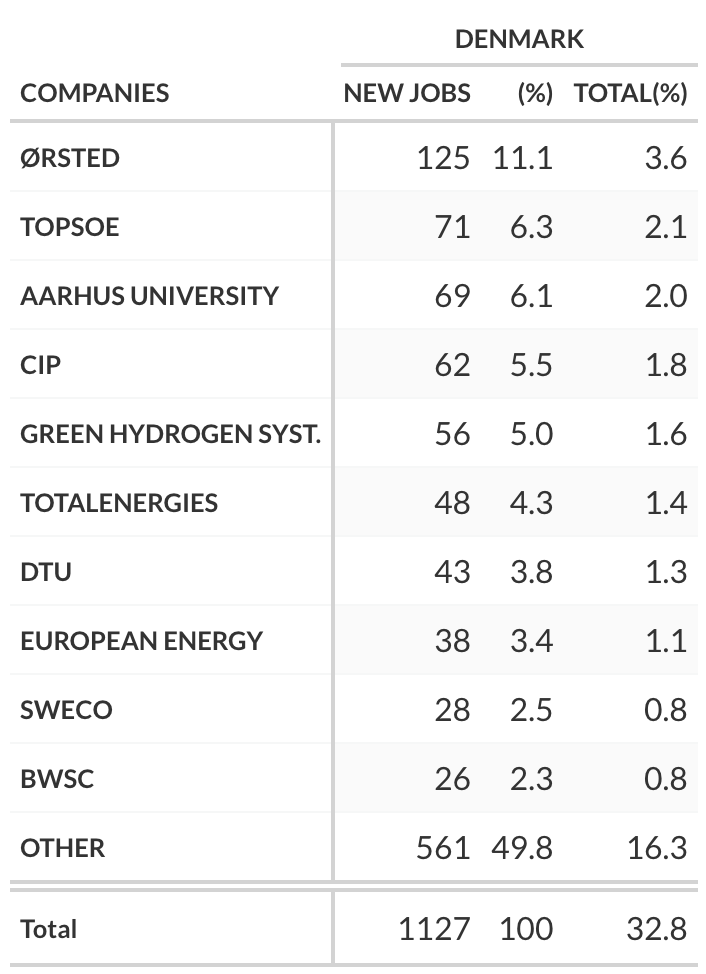 DENMARK
COMPANIES NEW JOBS (%) TOTAL(%)
ØRSTED 125 11.1 3.6
TOPSOE 71 6.3 2.1
AARHUS UNIVERSITY 69 6.1 2.0
CIP 62 5.5 1.8
GREEN HYDROGEN SYST. 56 5.0 1.6
TOTALENERGIES 48 4.3 1.4
DTU 43 3.8 1.3
EUROPEAN ENERGY 38 3.4 1.1
SWECO 28 2.5 0.8
BWSC 26 2.3 0.8
OTHER 561 49.8 16.3
Total 1127 100 32.8